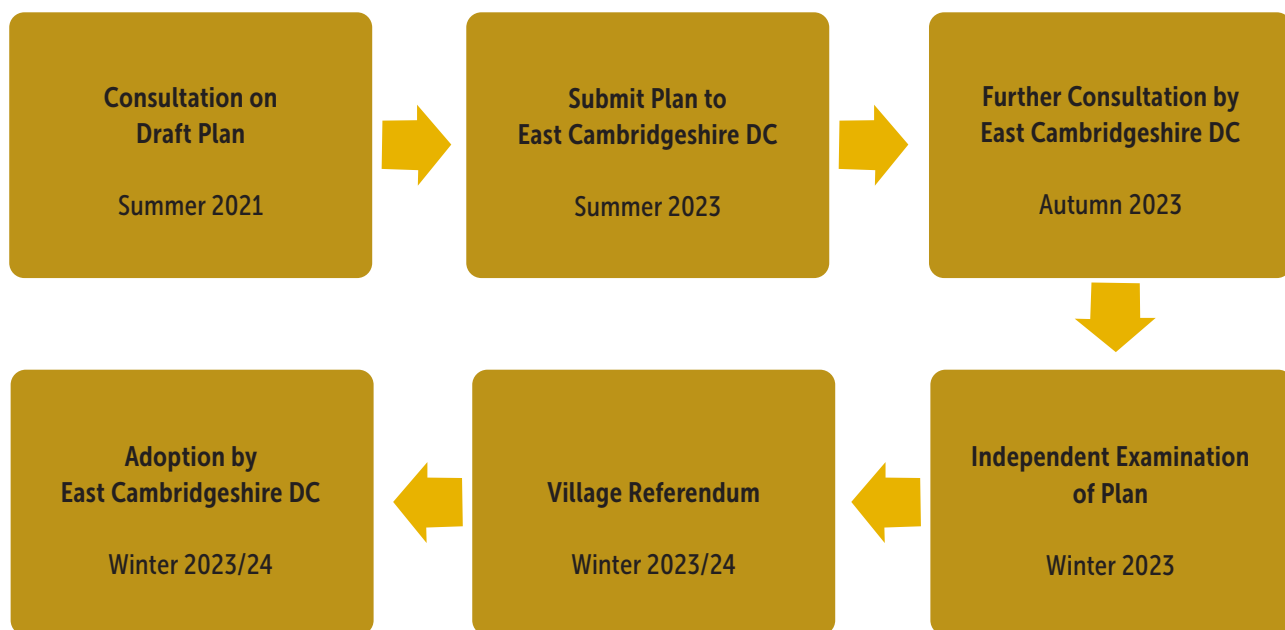 Consultation on
Draft Plan
Summer 2021
Submit Plan to
East Cambridgeshire DC
Summer 2023
Further Consultation by
East Cambridgeshire DC
Autumn 2023
Independent Examination
of Plan
Winter 2023
Village Referendum
Winter 2023/24
Adoption by
East Cambridgeshire DC
Winter 2023/24